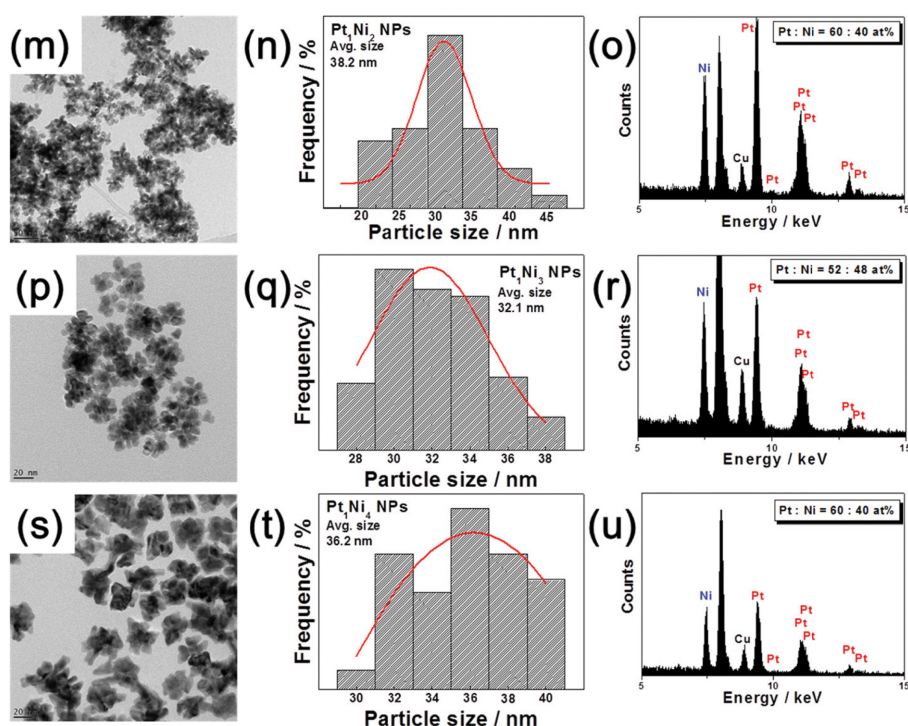 (m)
(n)
Pt1Ni2 NPs
Avg. size
38.2 nm
Frequency / %
20 25 30 35 40 45
Particle size / nm
(o)
Pt : Ni = 60 : 40 at%
Counts
Ni
Cu
Pt
Pt
Pt
Pt
Pt
Pt
Pt
5 10 15
Energy / keV
(p)
20 nm
(q)
Pt1Ni3 NPs
Avg. size
32.1 nm
Frequency / %
28 30 32 34 36 38
Particle size / nm
(r)
Pt : Ni = 52 : 48 at%
Counts
Ni
Cu
Pt
Pt
Pt
Pt
Pt
Pt
5 10 15
Energy / keV
(s)
(t)
Pt1Ni4 NPs
Avg. size
36.2 nm
Frequency / %
30 32 34 36 38 40
Particle size / nm
(u)
Pt : Ni = 60 : 40 at%
Counts
Ni
Cu
Pt
Pt
Pt
Pt
Pt
Pt
Pt
5 10 15
Energy / keV